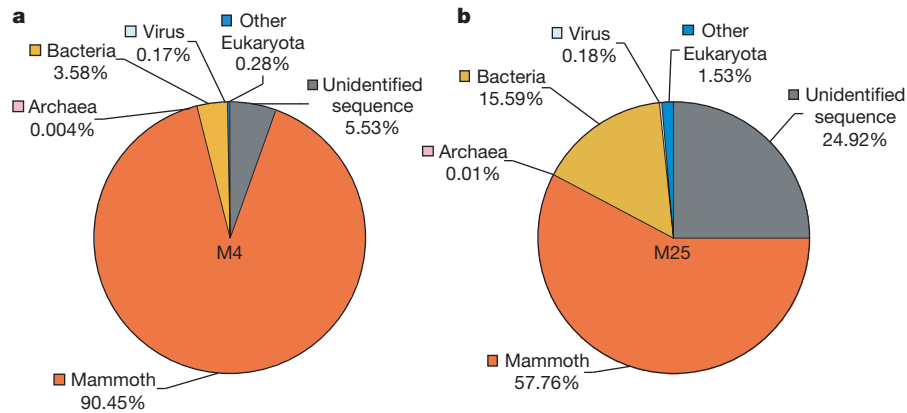 a
Virus
0.17%
Other
Eukaryota
0.28%
Bacteria
3.58%
Unidentified
sequence
5.53%
Archaea
0.004%
M4
Mammoth
90.45%
b
Virus
0.18%
Other
Eukaryota
1.53%
Bacteria
15.59%
Unidentified
sequence
24.92%
Archaea
0.01%
M25
Mammoth
57.76%